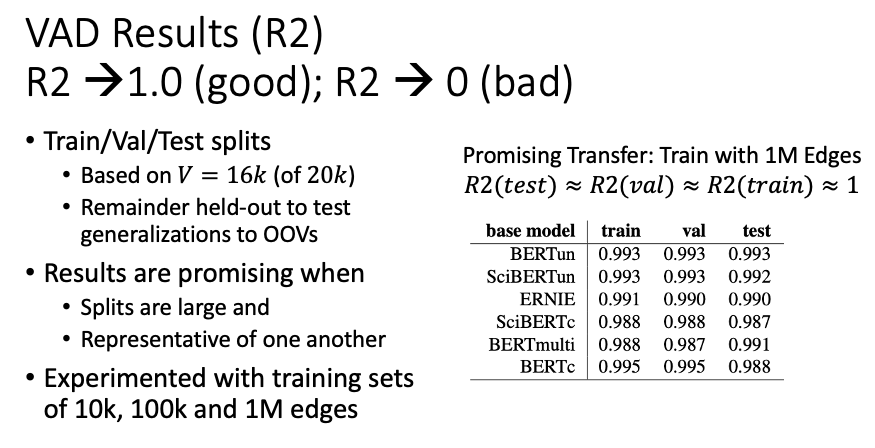 VAD Results (R2)
R2 →1.0 (good); R2 → 0 (bad)
• Train/Val/Test splits
• Based on V = 16k (of 20k)
• Remainder held-out to test
generalizations to OOVs
• Results are promising when
• Splits are large and
• Representative of one another
• Experimented with training sets
of 10k, 100k and 1M edges
Promising Transfer: Train with 1M Edges
R2(test) ≈ R2(val) ≈ R2(train) ≈ 1
base model train val test
BERTun 0.993 0.993 0.993
SciBERTun 0.993 0.993 0.992
ERNIE 0.991 0.990 0.990
SciBERTc 0.988 0.988 0.987
BERTmulti 0.988 0.987 0.991
BERTc 0.995 0.995 0.988